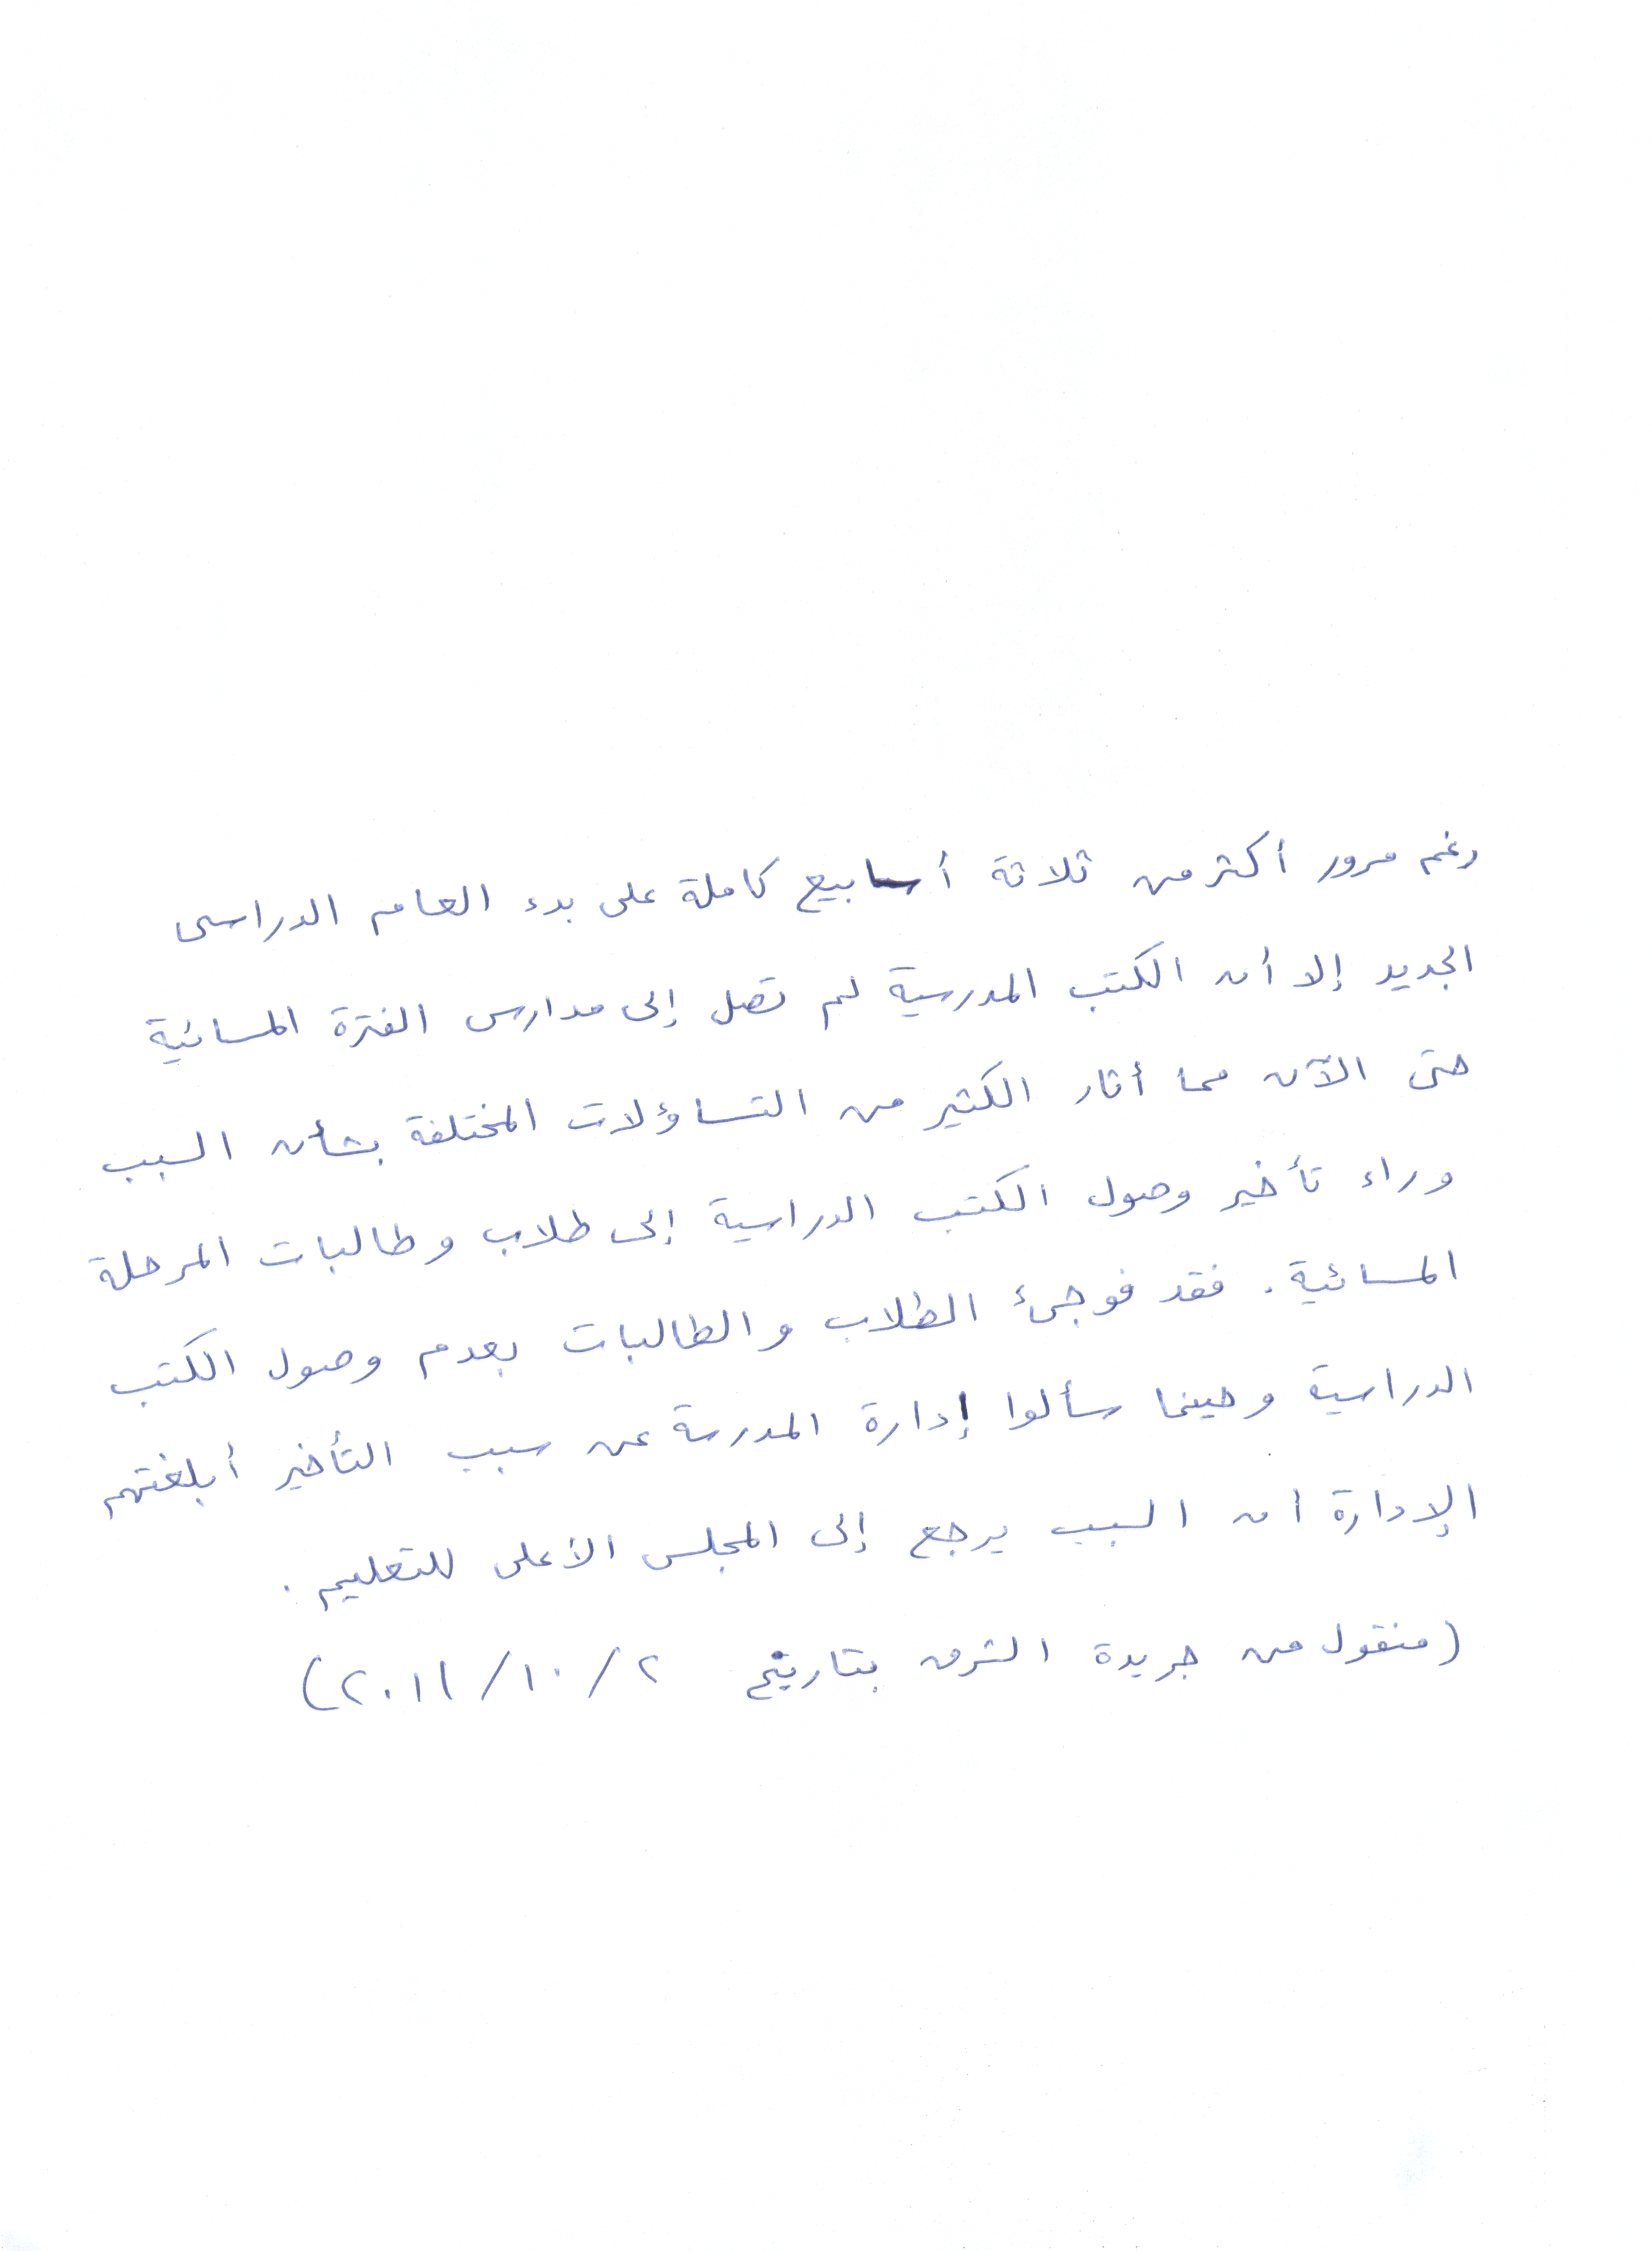 رغم مرور أكثر من ثلاثة أسابيع كاملة على بدء العام الدراسى
الجديد إلا أن الكتب المدرسية لم تصل إلى مدارس الفترة المسائية
حتى الآن مما أثار الكثير من التساؤلات المختلفة بشأن السبب
وراء تأخير وصول الكتب الدراسية إلى طلاب وطالبات المرحلة
المسائية. فقد فوجئ الطلاب والطالبات بعدم وصول الكتب
الدراسية وحينما سألوا إدارة المدرسة عن سبب التأخير أبلغتهم
الإدارة أن السبب يرجع إلى المجلس الأعلى للتعليم.
(منقول من جريدة الشرق بتاريخ ٢/١٠/٢٠١١)